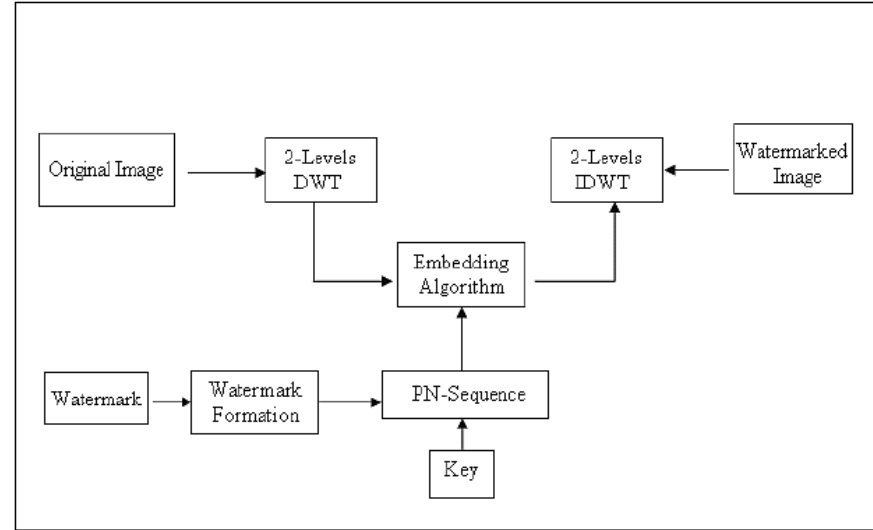 Original Image
2-Levels
DWT
2-Levels
IDWT
Watermarked
Image
Embedding
Algorithm
Watermark
Watermark
Formation
PN-Sequence
Key